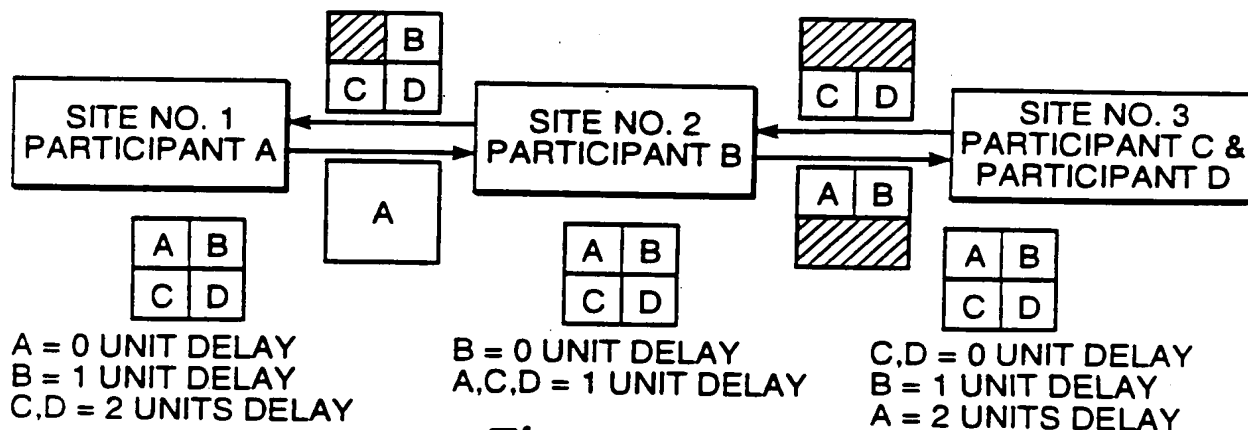 B
C D
C D
SITE NO. 1
PARTICIPANT A
SITE NO. 2
PARTICIPANT B
SITE NO. 3
PARTICIPANT C &
PARTICIPANT D
A
A B
A B
C D
A B
C D
A B
C D
A = 0 UNIT DELAY
B = 1 UNIT DELAY
C,D = 2 UNITS DELAY
B = 0 UNIT DELAY
A,C,D = 1 UNIT DELAY
C,D = 0 UNIT DELAY
B = 1 UNIT DELAY
A = 2 UNITS DELAY